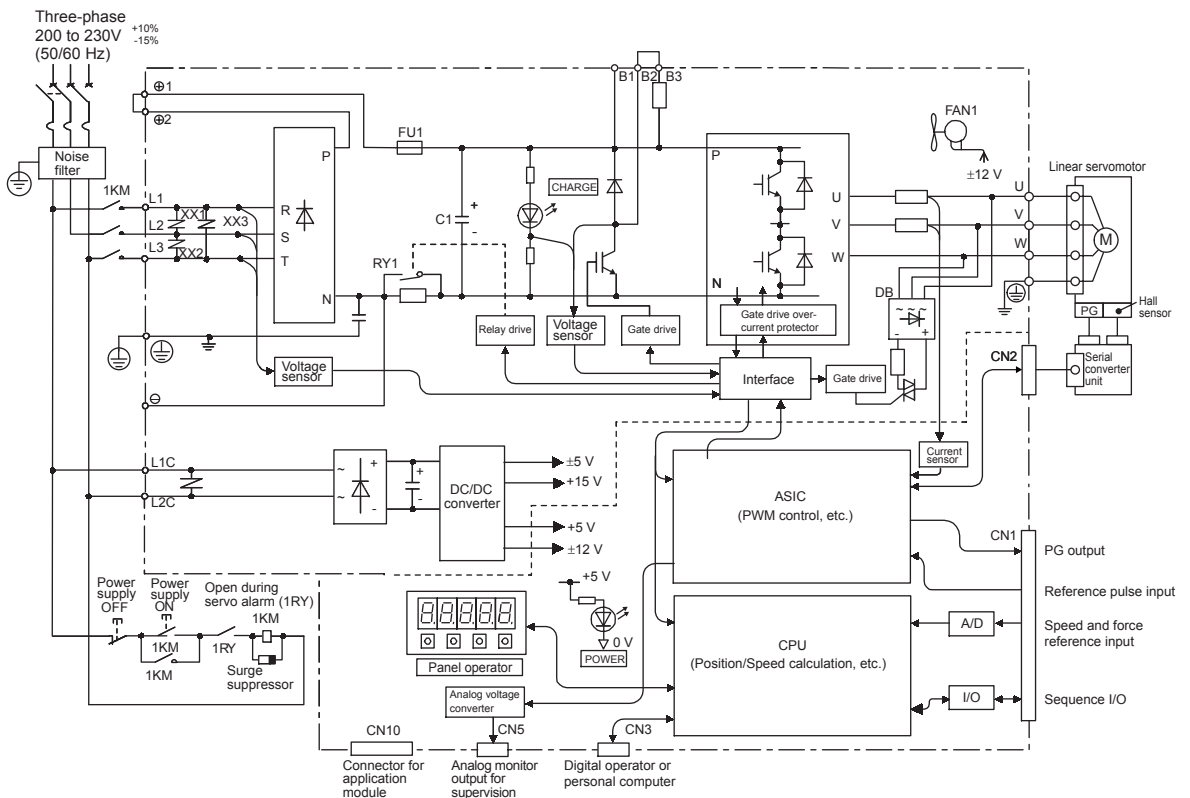 Three-phase
200 to 230V +10%
-15%
(50/60 Hz)
Noise
filter
1KM
⊕1
⊕2
L1
L2
L3
XX1
XX2
XX3
R
S
T
P
N
FU1
C1
+
-
CHARGE
RY1
B1
B2
B3
P
N
U
V
W
FAN1
±12 V
Linear servomotor
U
V
W
M
PG
Hall
sensor
Serial
converter
unit
CN2
DB
~ ~ ~
- +
Relay drive
Voltage
sensor
Gate drive
Gate drive over-
current protector
Voltage
sensor
Interface
Gate drive
Current
sensor
⊖
L1C
L2C
~
~
+
-
+
-
DC/DC
converter
±5 V
+15 V
+5 V
±12 V
ASIC
(PWM control, etc.)
CPU
(Position/Speed calculation, etc.)
CN1
PG output
Reference pulse input
A/D
Speed and force
reference input
I/O
Sequence I/O
Power
supply
OFF
Power
supply
ON
Open during
servo alarm (1RY)
1KM
1KM
1RY
1KM
Surge
suppressor
8.8.8.8.8.
Panel operator
+5 V
0 V
POWER
Analog voltage
converter
CN10
Connector for
application
module
CN5
Analog monitor
output for
supervision
CN3
Digital operator or
personal computer